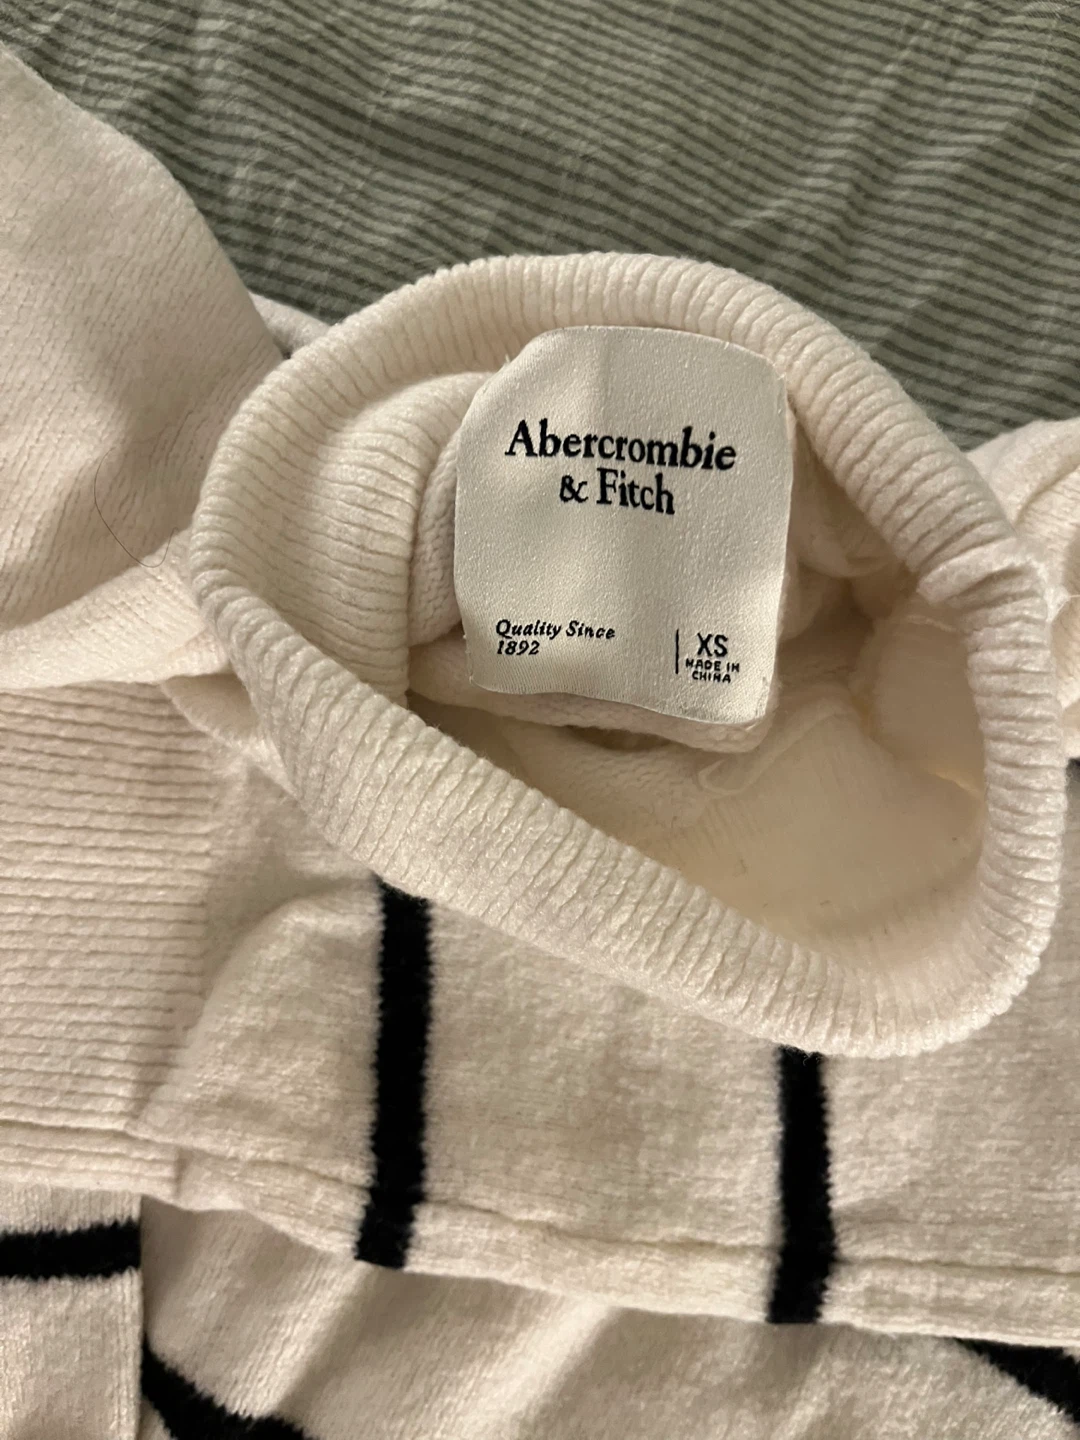 Abercrombie
& Fitch
Quality Since
1892
XS
MADE IN
CHINA